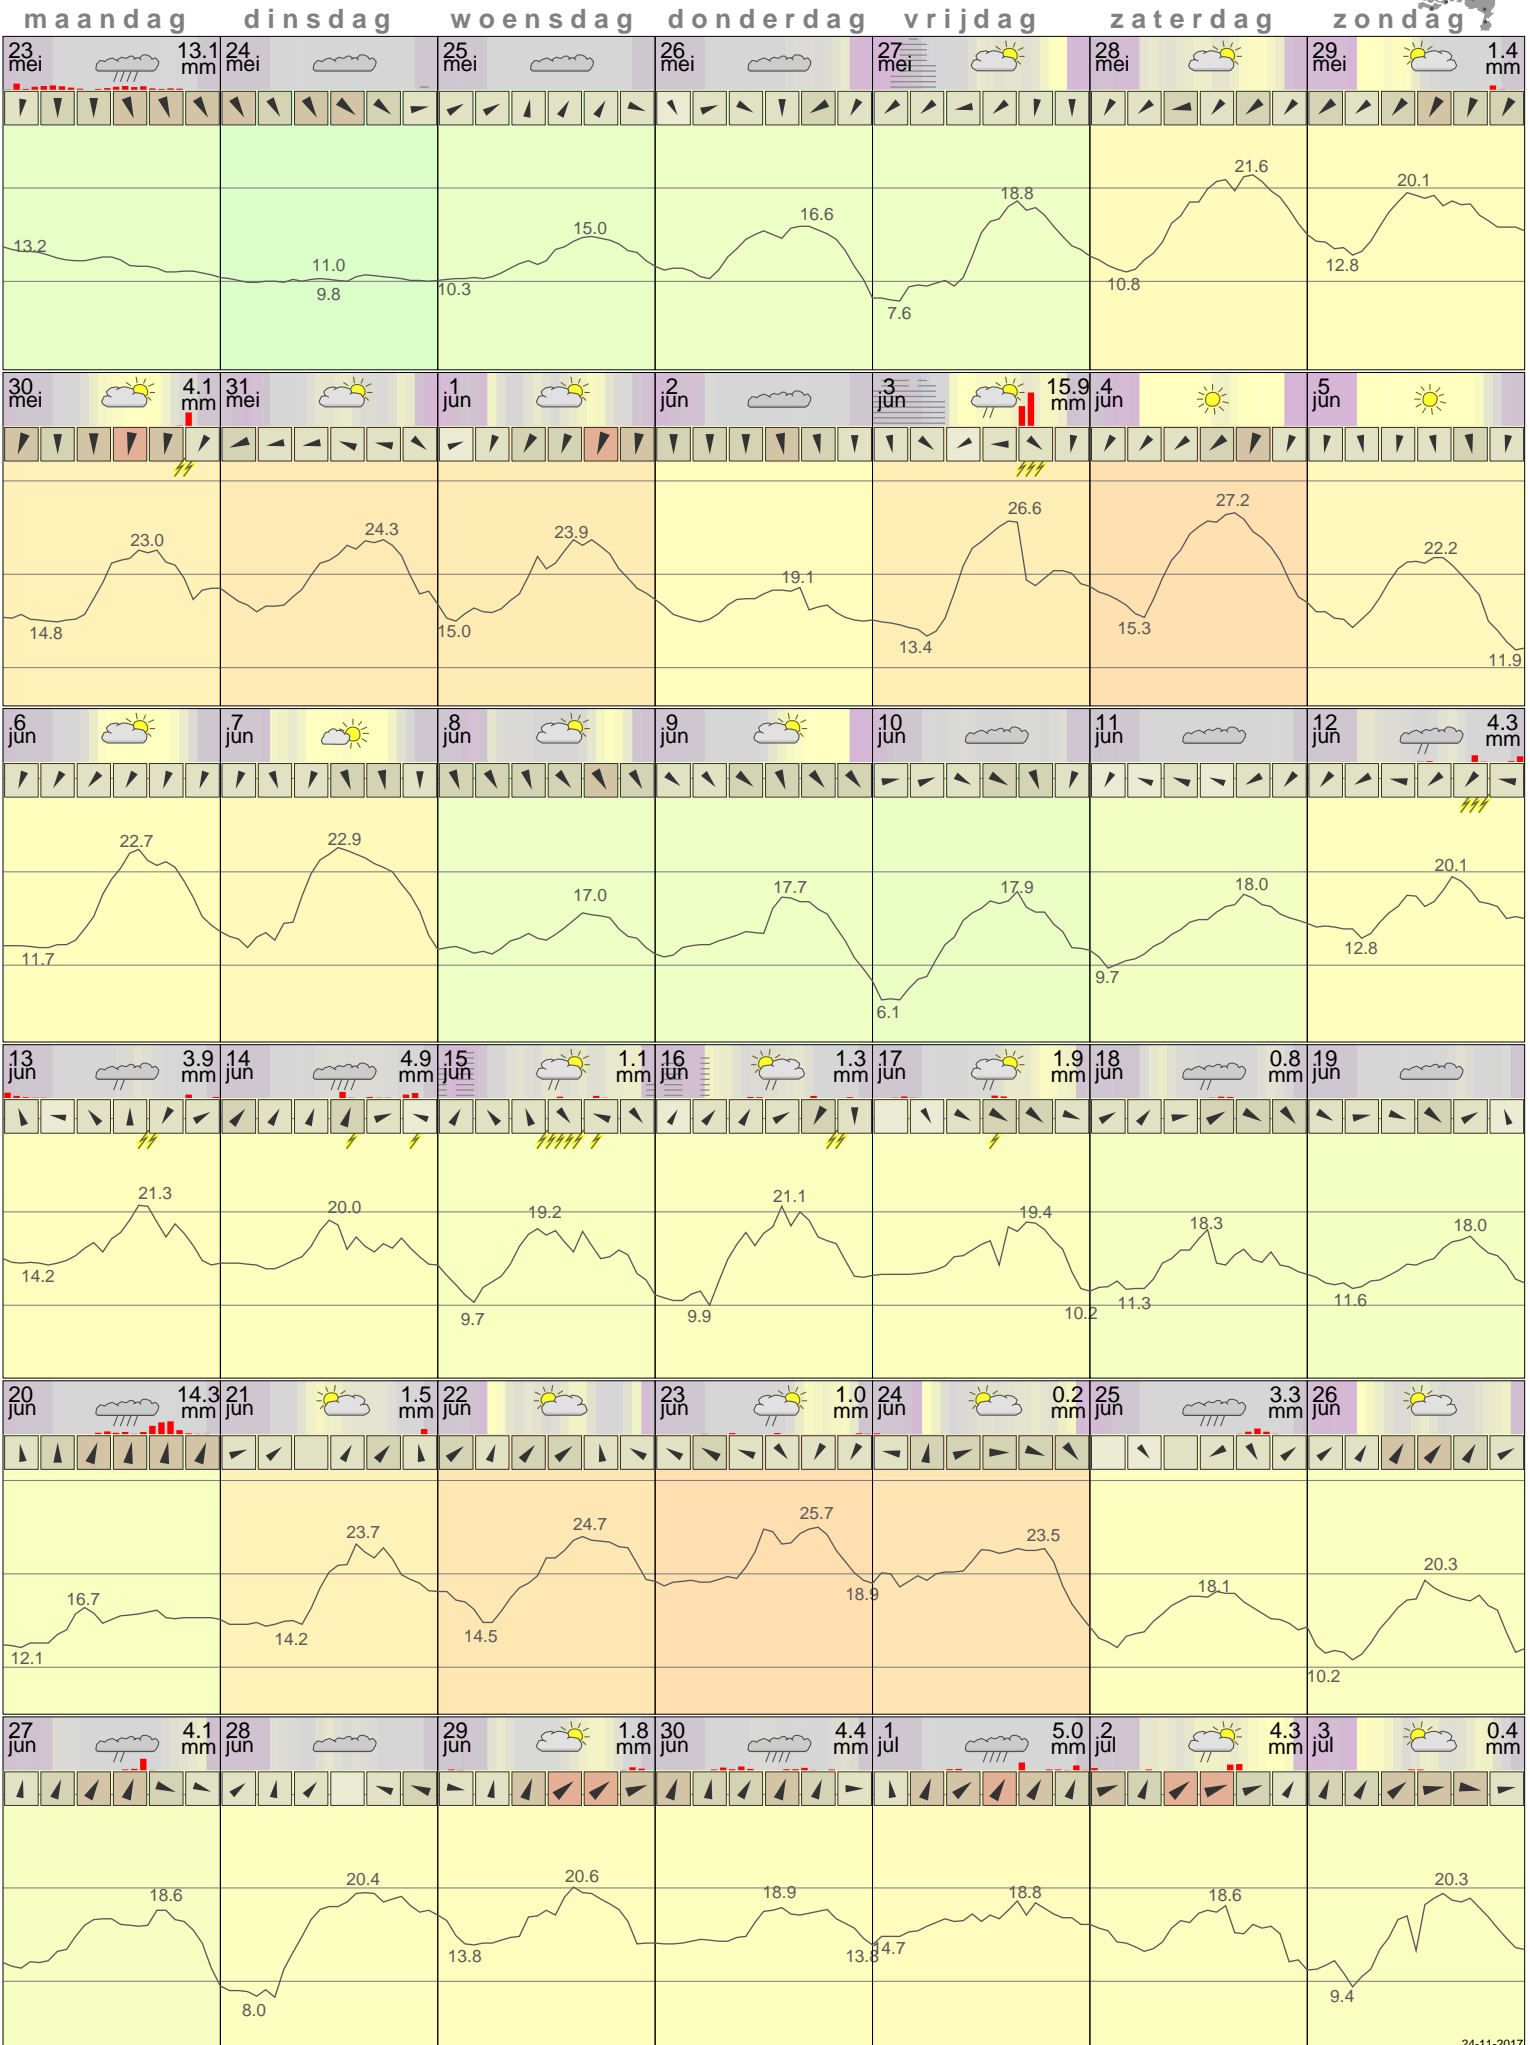 maandag dinsdag woensdag donderdag vrijdag zaterdag zondag
23 mei 13.1 mm 24 mei 25 mei 26 mei 27 mei 28 mei 29 mei 1.4 mm
13.2 11.0 9.8 10.3 15.0 16.6 7.6 18.8 10.8 21.6 12.8 20.1
30 mei 4.1 mm 31 mei 1 jun 2 jun 3 jun 15.9 mm 4 jun 5 jun
14.8 23.0 24.3 15.0 23.9 19.1 13.4 26.6 15.3 27.2 22.2 11.9
6 jun 7 jun 8 jun 9 jun 10 jun 11 jun 12 jun 4.3 mm
11.7 22.7 22.9 17.0 17.7 6.1 17.9 9.7 18.0 12.8 20.1
13 jun 3.9 mm 14 jun 4.9 mm 15 jun 1.1 mm 16 jun 1.3 mm 17 jun 1.9 mm 18 jun 0.8 mm 19 jun
14.2 21.3 20.0 9.7 19.2 9.9 21.1 19.4 10.2 11.3 18.3 11.6 18.0
20 jun 14.3 mm 21 jun 1.5 mm 22 jun 23 jun 1.0 mm 24 jun 0.2 mm 25 jun 3.3 mm 26 jun
12.1 16.7 14.2 23.7 14.5 24.7 25.7 18.9 23.5 18.1 10.2 20.3
27 jun 4.1 mm 28 jun 29 jun 1.8 mm 30 jun 4.4 mm 1 jul 5.0 mm 2 jul 4.3 mm 3 jul 0.4 mm
18.6 8.0 20.4 13.8 20.6 18.9 13.8 14.7 18.8 18.6 9.4 20.3
24-11-2017